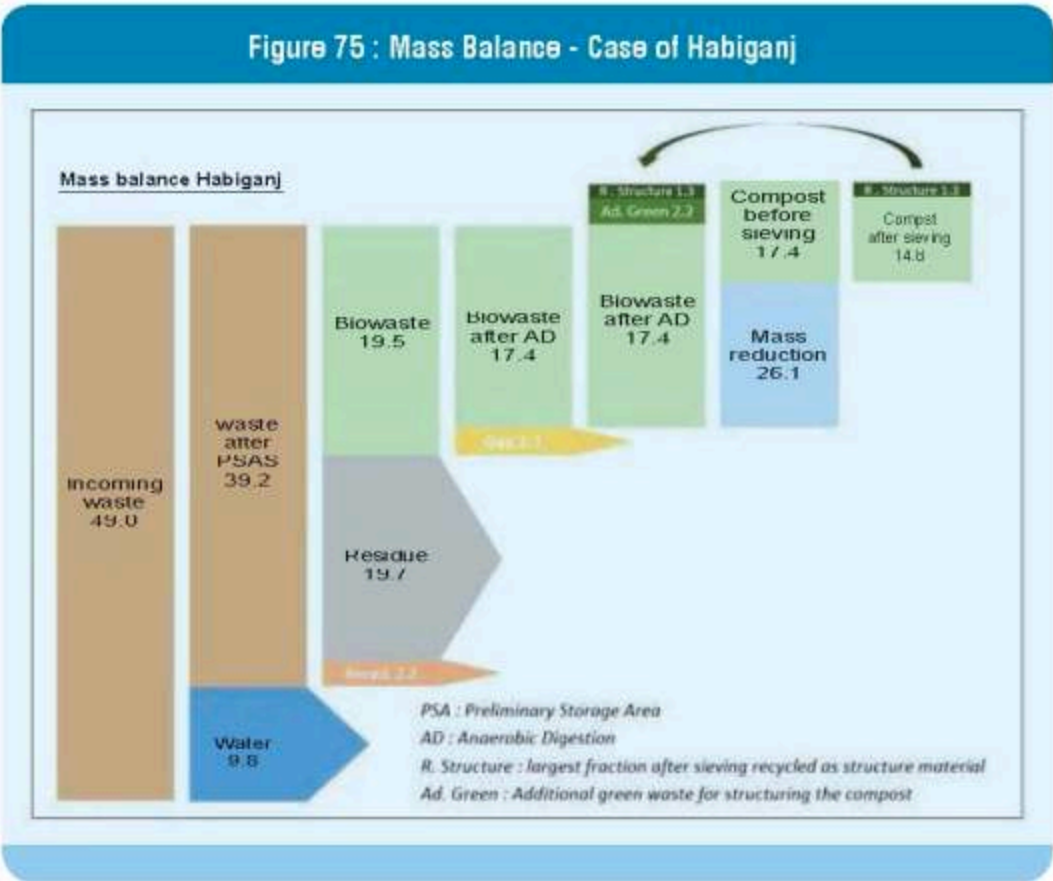 Figure 75 : Mass Balance - Case of Habiganj
Mass balance Habiganj
Incoming
waste
49.0
waste
after
PSAS
39.2
Water
9.8
Biowaste
19.5
Residue
19.7
2.2
Biowaste
after AD
17.4
R. Structure 1.3
Ad. Green 2.2
Biowaste
after AD
17.4
Compost
before
sieving
17.4
Mass
reduction
26.1
R. Structure 1.3
Compst
after sieving
14.8
PSA : Preliminary Storage Area
AD : Anaerobic Digestion
R. Structure : largest fraction after sieving recycled as structure material
Ad. Green : Additional green waste for structuring the compost